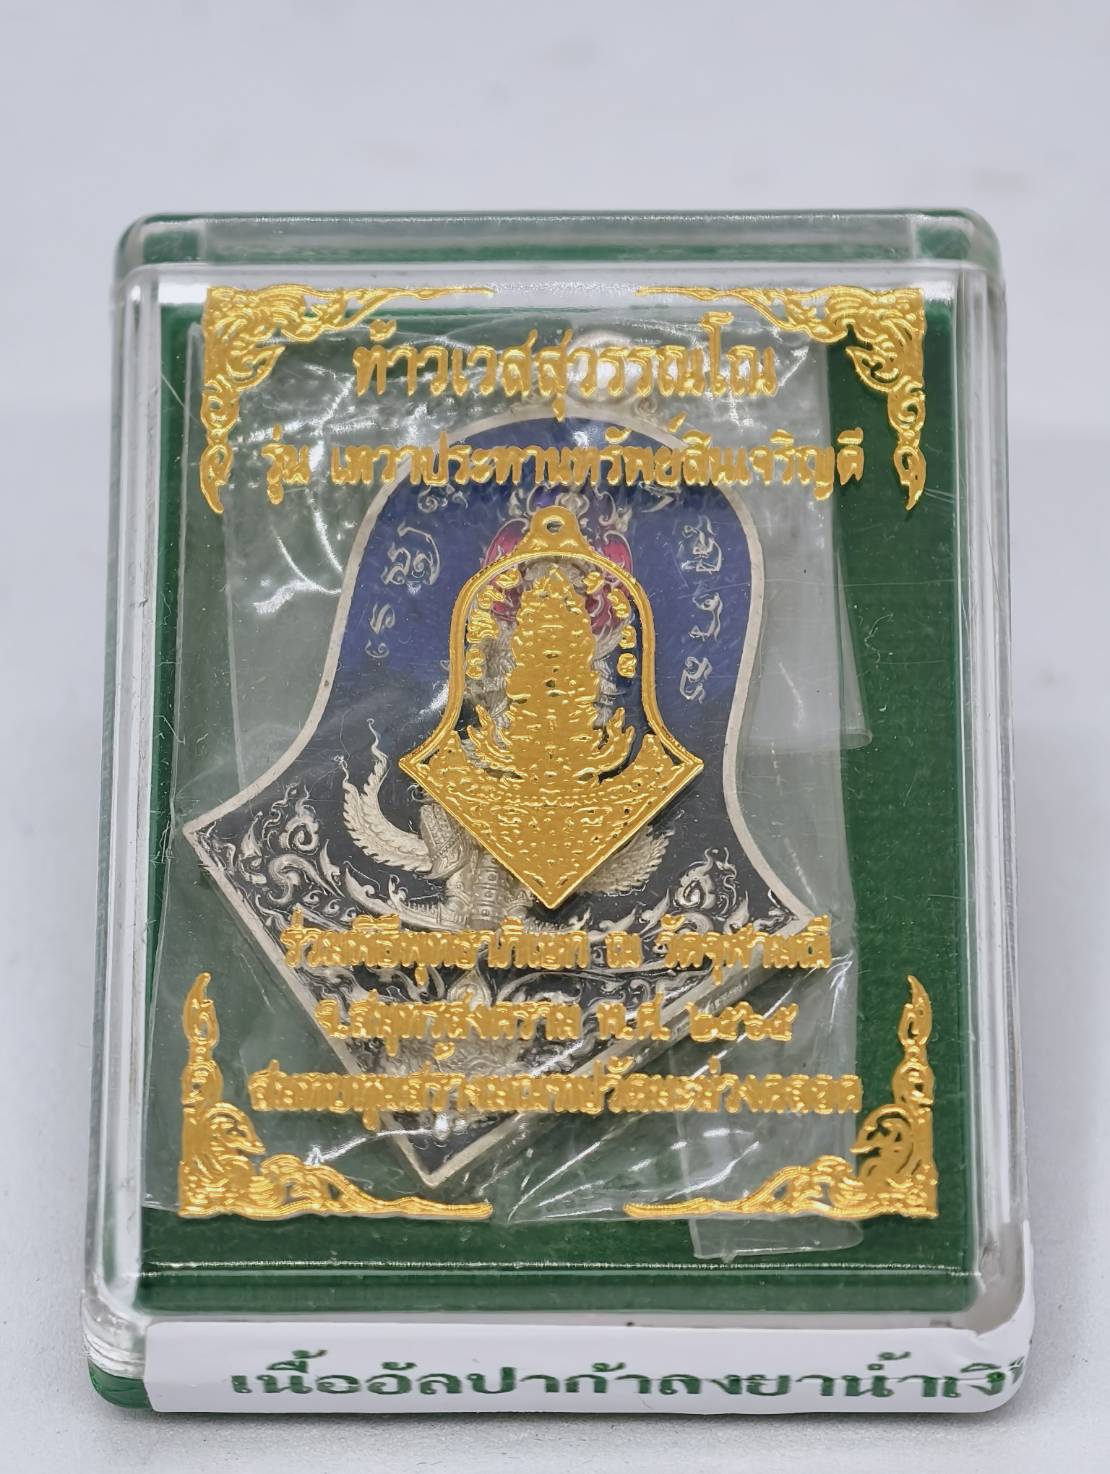 ท้าวเวสสุวรรณโณ
รุ่น เทวาประทานทรัพย์สินเจริญดี
ร่วมพิธีพุทธาภิเษก ณ วัดจุฬามณี
จ.สมุทรสงคราม พ.ศ. ๒๕๖๕
เนื้ออัลปาก้าลงยาน้ำเงิ